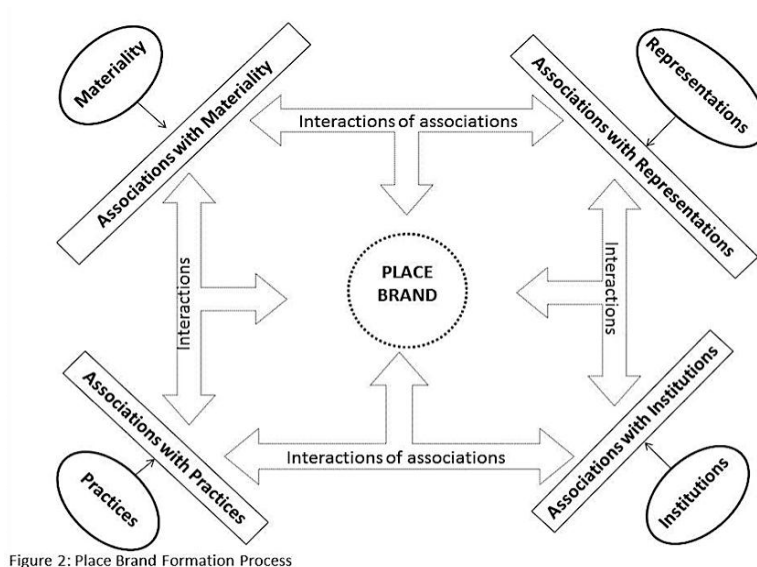 Materiality
Associations with Materiality
Representations
Associations with Representations
Interactions of associations
Interactions
PLACE
BRAND
Interactions
Associations with Practices
Practices
Interactions of associations
Associations with Institutions
Institutions
Figure 2: Place Brand Formation Process